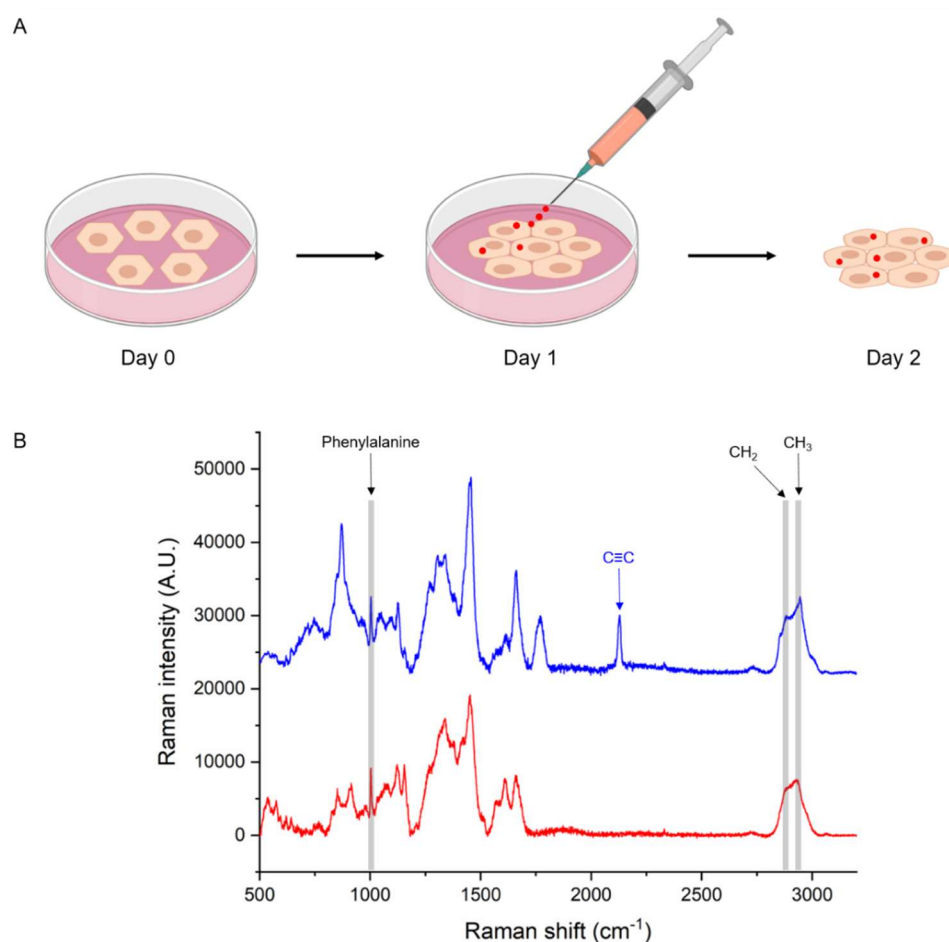 A
Day 0
Day 1
Day 2
B
Phenylalanine
CH₂
CH₃
C≡C
50000
40000
30000
20000
10000
0
Raman intensity (A.U.)
500
1000
1500
2000
2500
3000
Raman shift (cm⁻¹)